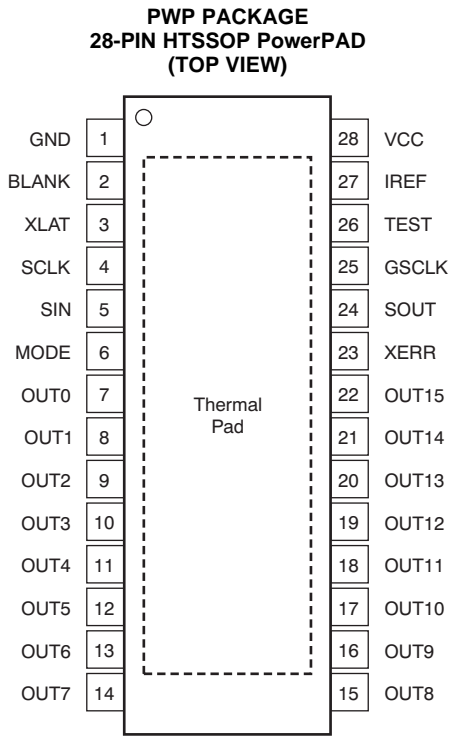 PWP PACKAGE
28-PIN HTSSOP PowerPAD
(TOP VIEW)
GND 1 28 VCC
BLANK 2 27 IREF
XLAT 3 26 TEST
SCLK 4 25 GSCLK
SIN 5 24 SOUT
MODE 6 23 XERR
OUT0 7 22 OUT15
OUT1 8 21 OUT14
OUT2 9 20 OUT13
OUT3 10 19 OUT12
OUT4 11 18 OUT11
OUT5 12 17 OUT10
OUT6 13 16 OUT9
OUT7 14 15 OUT8
Thermal
Pad